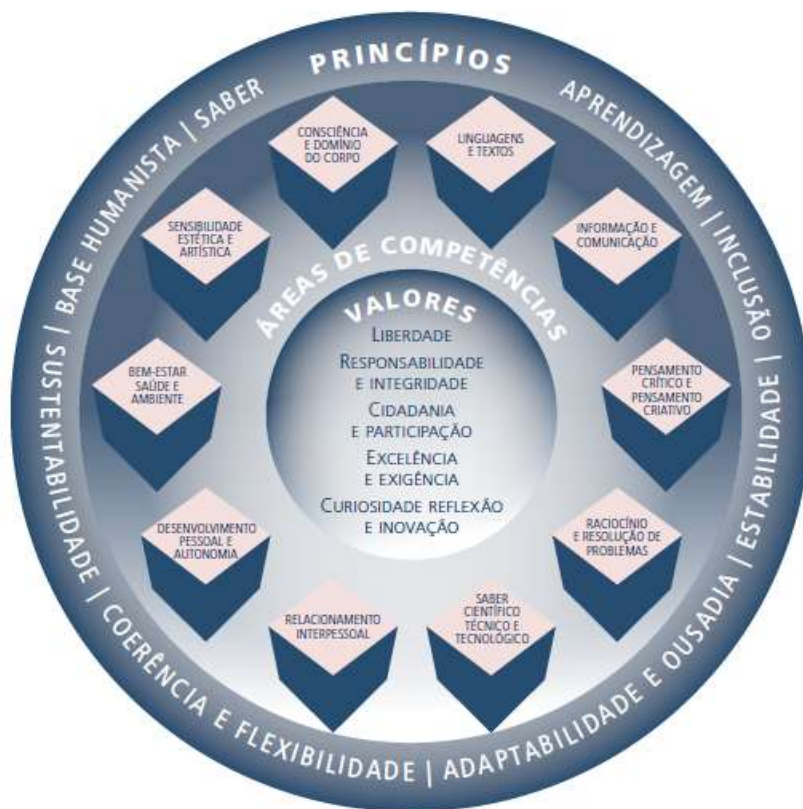 PRINCÍPIOS
APRENDIZAGEM | INCLUSÃO | ESTABILIDADE | ADAPTABILIDADE E OUSADIA | COERÊNCIA E FLEXIBILIDADE | SUSTENTABILIDADE | BASE HUMANISTA | SABER
ÁREAS DE COMPETÊNCIAS
LINGUAGENS
E TEXTOS
INFORMAÇÃO E
COMUNICAÇÃO
PENSAMENTO
CRÍTICO E
PENSAMENTO
CRIATIVO
RACIOCÍNIO
E RESOLUÇÃO DE
PROBLEMAS
SABER
CIENTÍFICO
TÉCNICO E
TECNOLÓGICO
RELACIONAMENTO
INTERPESSOAL
DESENVOLVIMENTO
PESSOAL E
AUTONOMIA
BEM-ESTAR
SAÚDE E
AMBIENTE
SENSIBILIDADE
ESTÉTICA E
ARTÍSTICA
CONSCIÊNCIA
E DOMÍNIO
DO CORPO
VALORES
LIBERDADE
RESPONSABILIDADE
E INTEGRIDADE
CIDADANIA
E PARTICIPAÇÃO
EXCELÊNCIA
E EXIGÊNCIA
CURIOSIDADE REFLEXÃO
E INOVAÇÃO